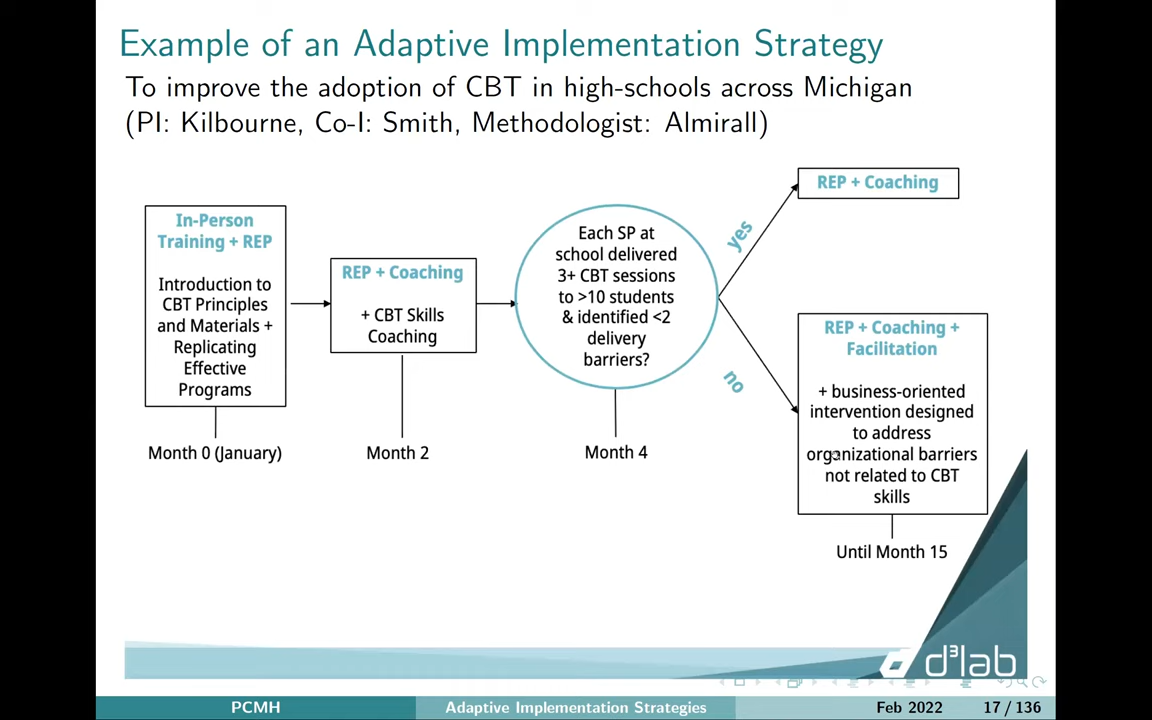 Example of an Adaptive Implementation Strategy
To improve the adoption of CBT in high-schools across Michigan
(PI: Kilbourne, Co-I: Smith, Methodologist: Almirall)
In-Person
Training + REP
Introduction to
CBT Principles
and Materials +
Replicating
Effective
Programs
Month 0 (January)
REP + Coaching
+ CBT Skills
Coaching
Month 2
Each SP at
school delivered
3+ CBT sessions
to >10 students
& identified <2
delivery
barriers?
Month 4
yes
REP + Coaching
no
REP + Coaching +
Facilitation
+ business-oriented
intervention designed
to address
organizational barriers
not related to CBT
skills
Until Month 15
d³lab
PCMH
Adaptive Implementation Strategies
Feb 2022
17 / 136